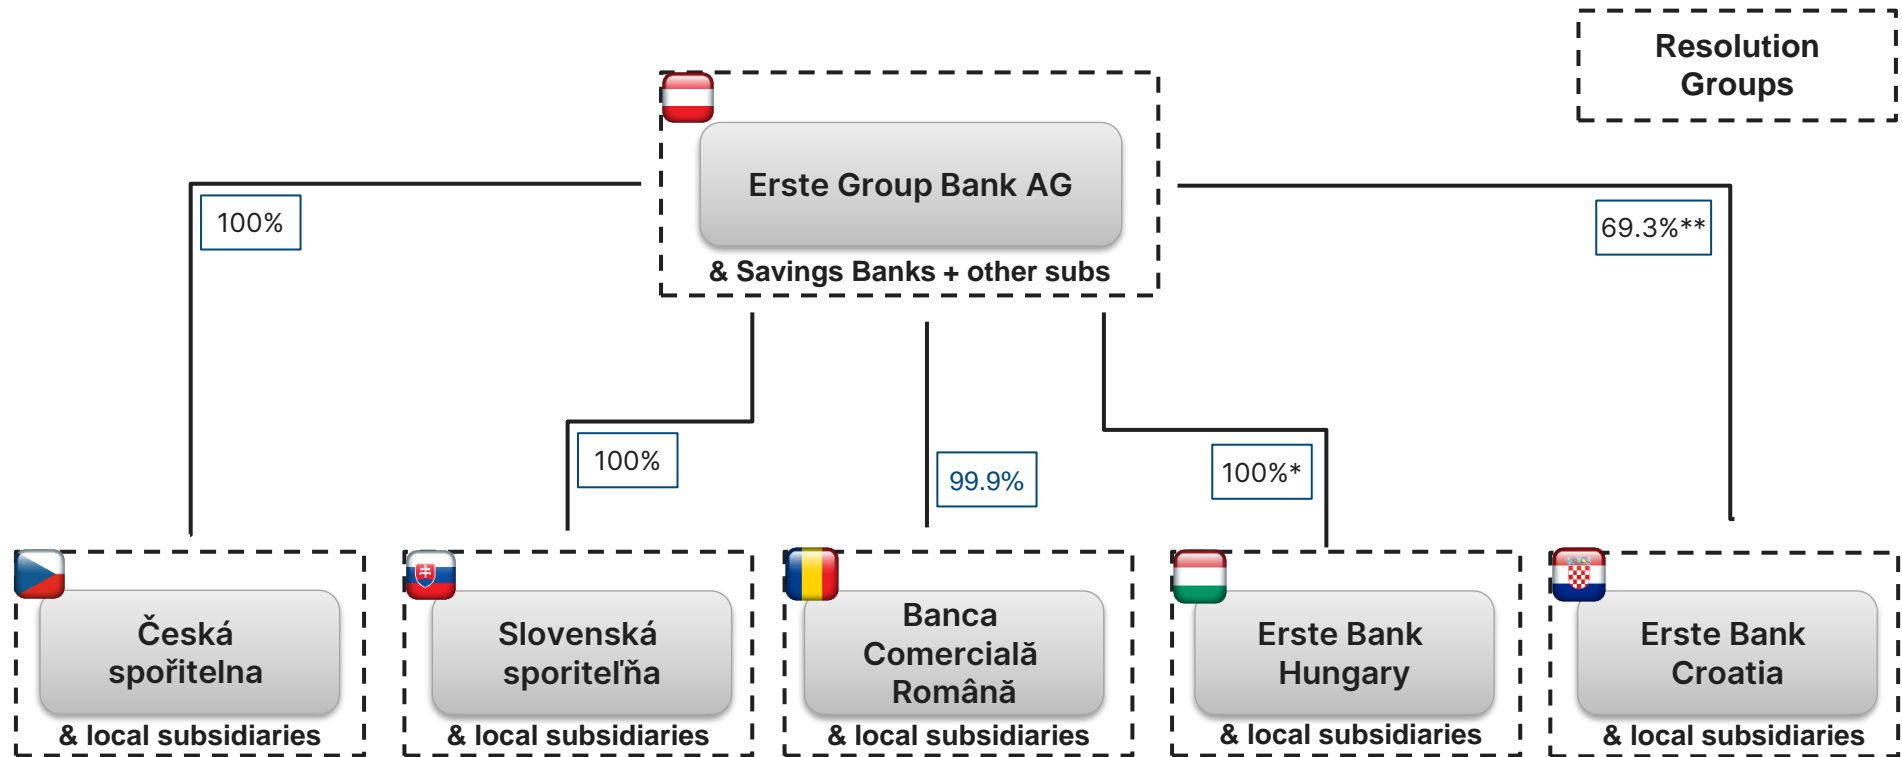 Resolution
Groups
Erste Group Bank AG
& Savings Banks + other subs
100%
69.3%**
100%
99.9%
100%*
Česká
spořitelna
& local subsidiaries
Slovenská
sporiteľňa
& local subsidiaries
Banca
Comercială
Română
& local subsidiaries
Erste Bank
Hungary
& local subsidiaries
Erste Bank
Croatia
& local subsidiaries